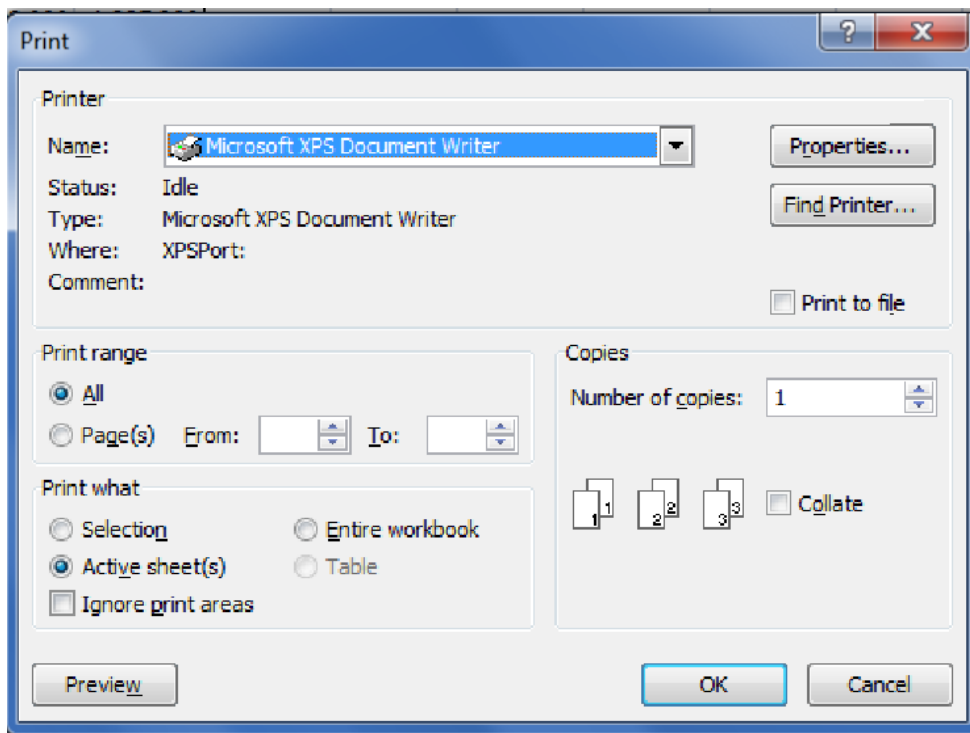 Print
Printer
Name: Microsoft XPS Document Writer
Properties...
Status: Idle
Find Printer...
Type: Microsoft XPS Document Writer
Where: XPSPort:
Comment:
Print to file
Print range
All
Page(s) From: To:
Copies
Number of copies: 1
1 1 2 2 3 3
Collate
Print what
Selection
Entire workbook
Active sheet(s)
Table
Ignore print areas
Preview
OK
Cancel